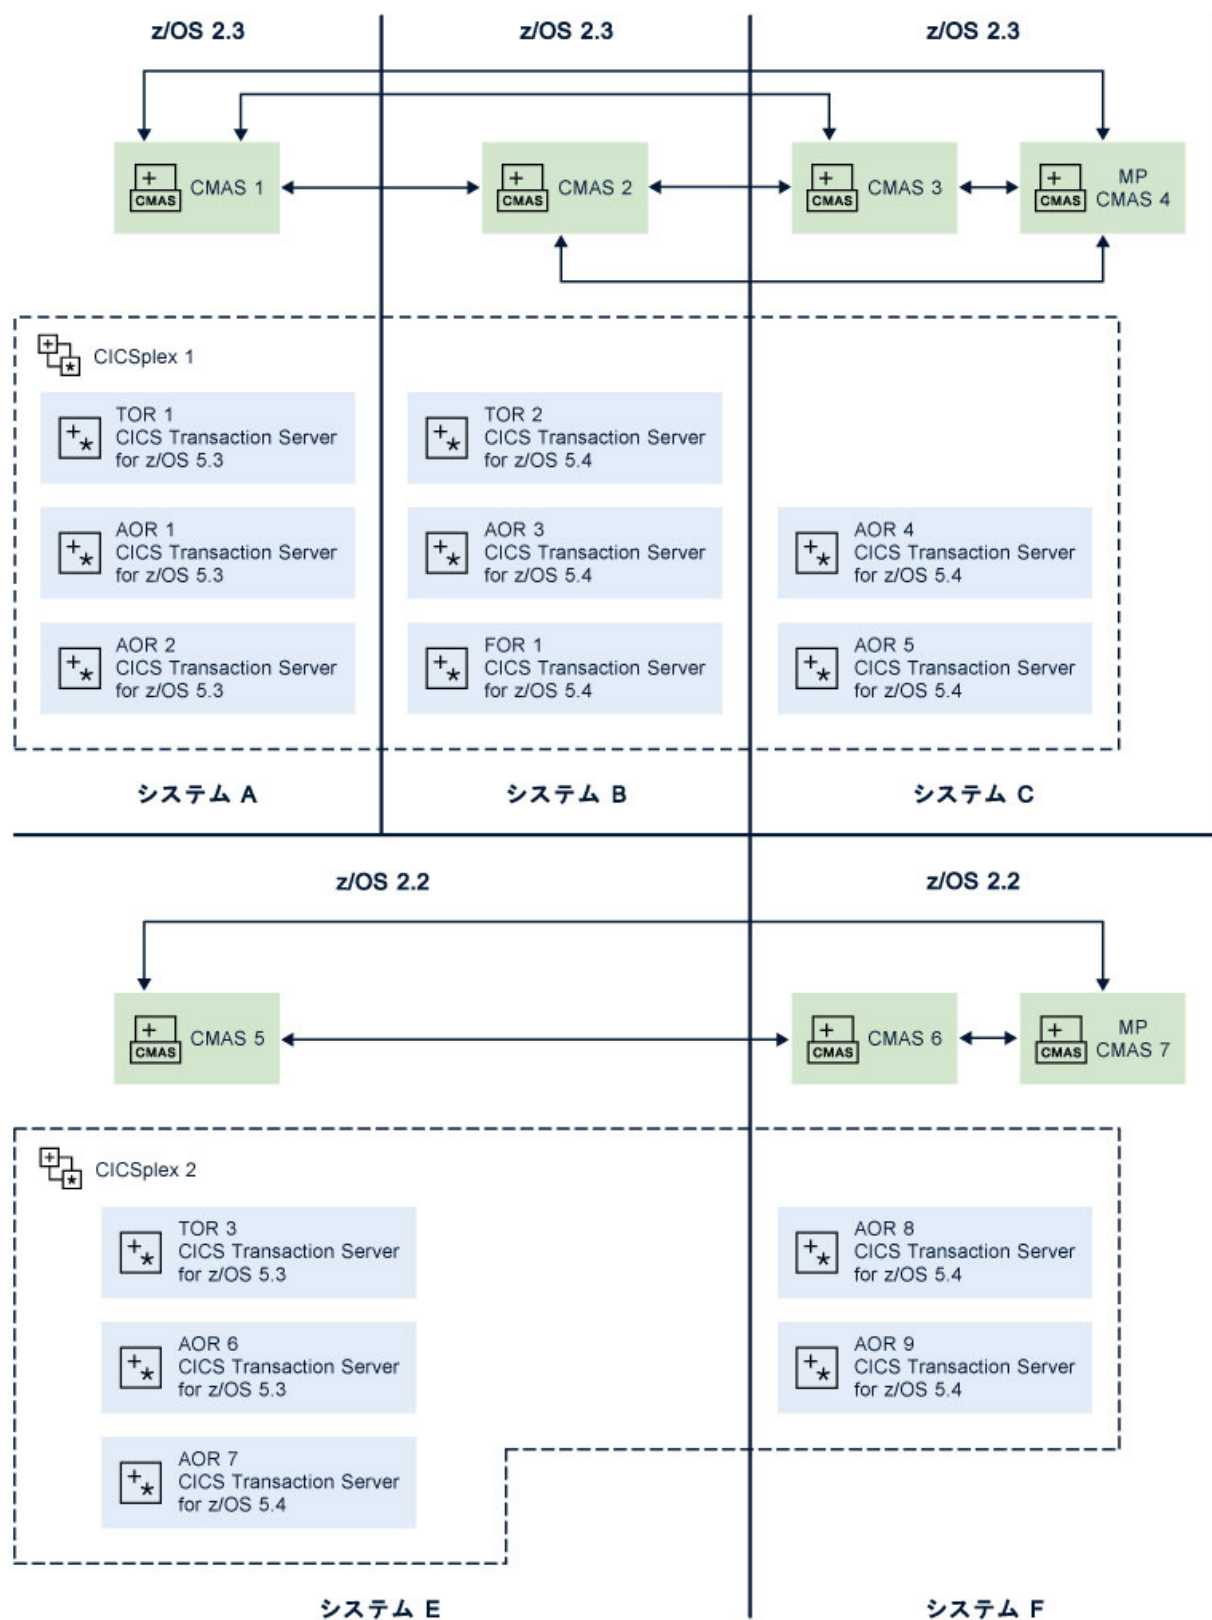 z/OS 2.3
z/OS 2.3
z/OS 2.3
CMAS
CMAS 1
CMAS
CMAS 2
CMAS
CMAS 3
CMAS
MP
CMAS 4
CICSplex 1
TOR 1
CICS Transaction Server
for z/OS 5.3
TOR 2
CICS Transaction Server
for z/OS 5.4
AOR 1
CICS Transaction Server
for z/OS 5.3
AOR 3
CICS Transaction Server
for z/OS 5.4
AOR 4
CICS Transaction Server
for z/OS 5.4
AOR 2
CICS Transaction Server
for z/OS 5.3
FOR 1
CICS Transaction Server
for z/OS 5.4
AOR 5
CICS Transaction Server
for z/OS 5.4
システム A
システム B
システム C
z/OS 2.2
z/OS 2.2
CMAS
CMAS 5
CMAS
CMAS 6
CMAS
MP
CMAS 7
CICSplex 2
TOR 3
CICS Transaction Server
for z/OS 5.3
AOR 8
CICS Transaction Server
for z/OS 5.4
AOR 6
CICS Transaction Server
for z/OS 5.3
AOR 9
CICS Transaction Server
for z/OS 5.4
AOR 7
CICS Transaction Server
for z/OS 5.4
システム E
システム F